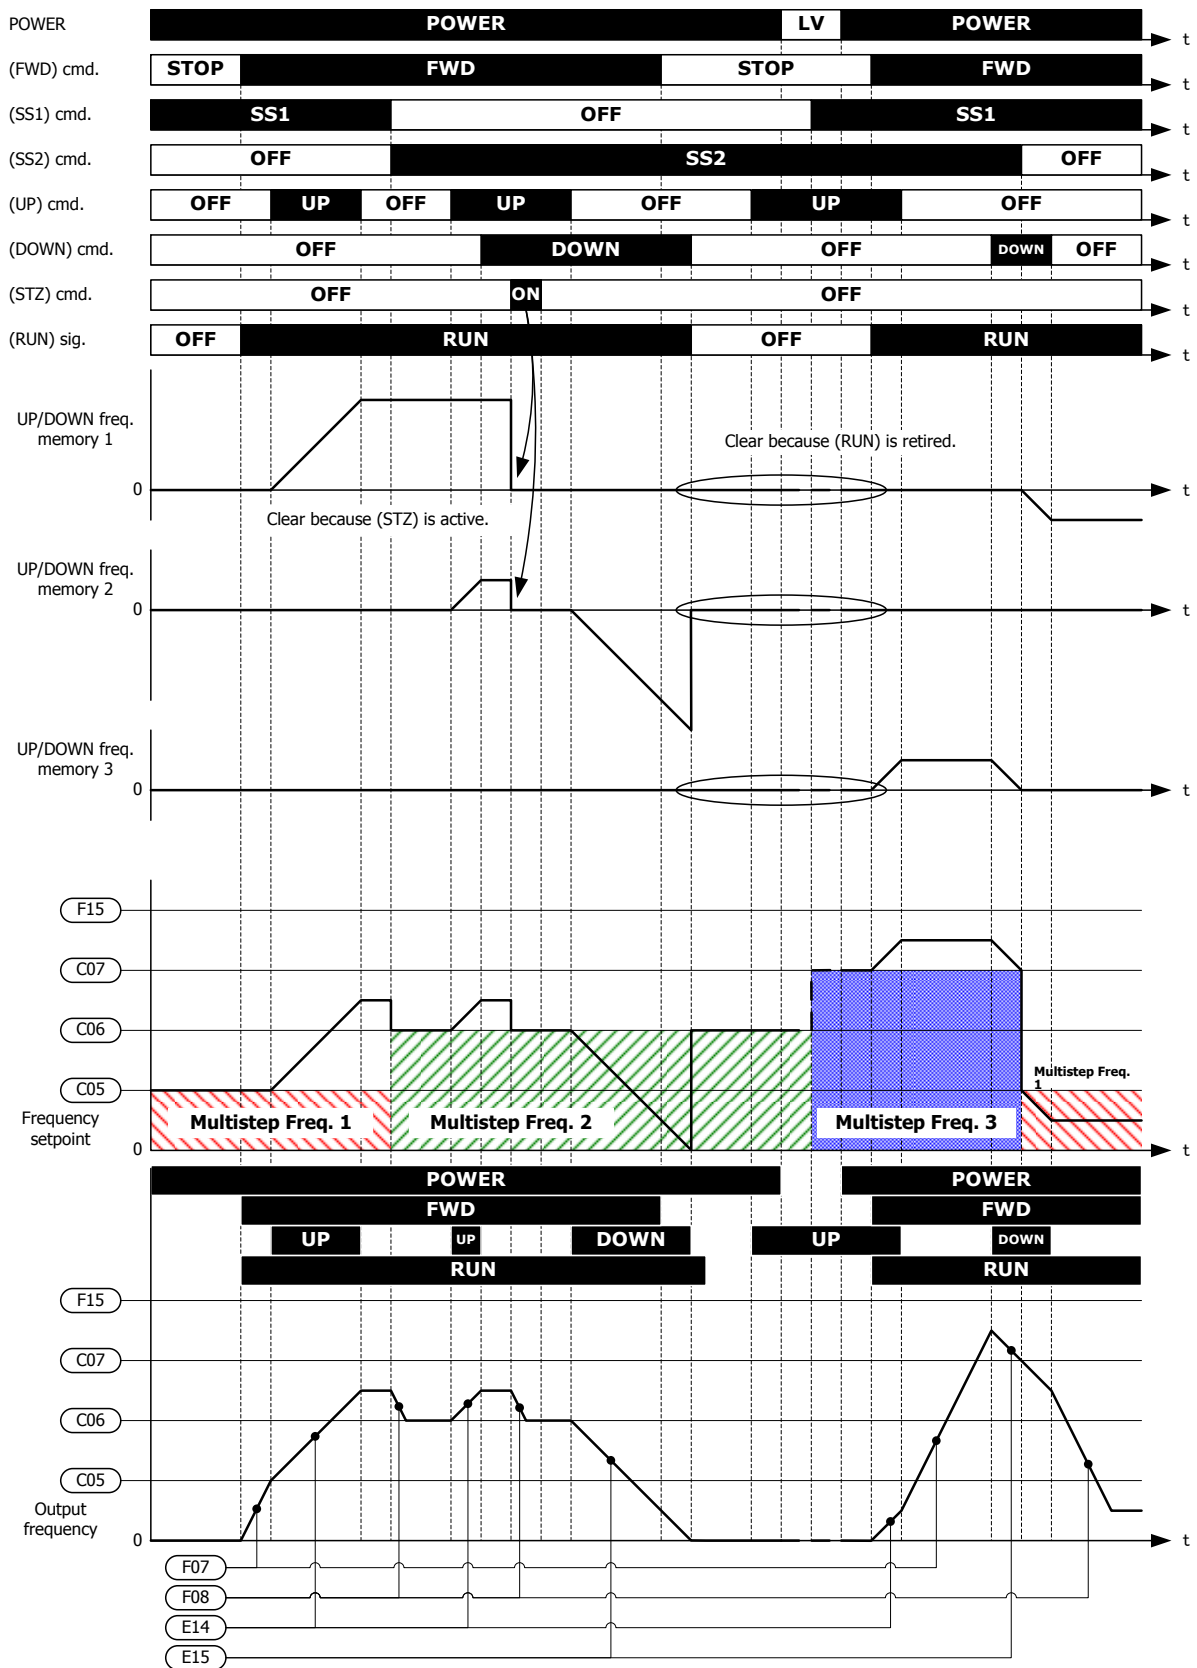 POWER POWER LV POWER t
(FWD) cmd. STOP FWD STOP FWD t
(SS1) cmd. SS1 OFF SS1 t
(SS2) cmd. OFF SS2 OFF t
(UP) cmd. OFF UP OFF UP OFF UP OFF t
(DOWN) cmd. OFF DOWN OFF DOWN OFF t
(STZ) cmd. OFF ON OFF t
(RUN) sig. OFF RUN OFF RUN t
UP/DOWN freq.
memory 1
Clear because (RUN) is retired.
0 t
Clear because (STZ) is active.
UP/DOWN freq.
memory 2
0 t
UP/DOWN freq.
memory 3
0 t
F15
C07
C06
C05
Multistep Freq.
1
Frequency
setpoint
Multistep Freq. 1 Multistep Freq. 2 Multistep Freq. 3
0 t
POWER POWER
FWD FWD
UP UP DOWN UP DOWN
RUN RUN
F15
C07
C06
C05
Output
frequency
0 t
F07
F08
E14
E15